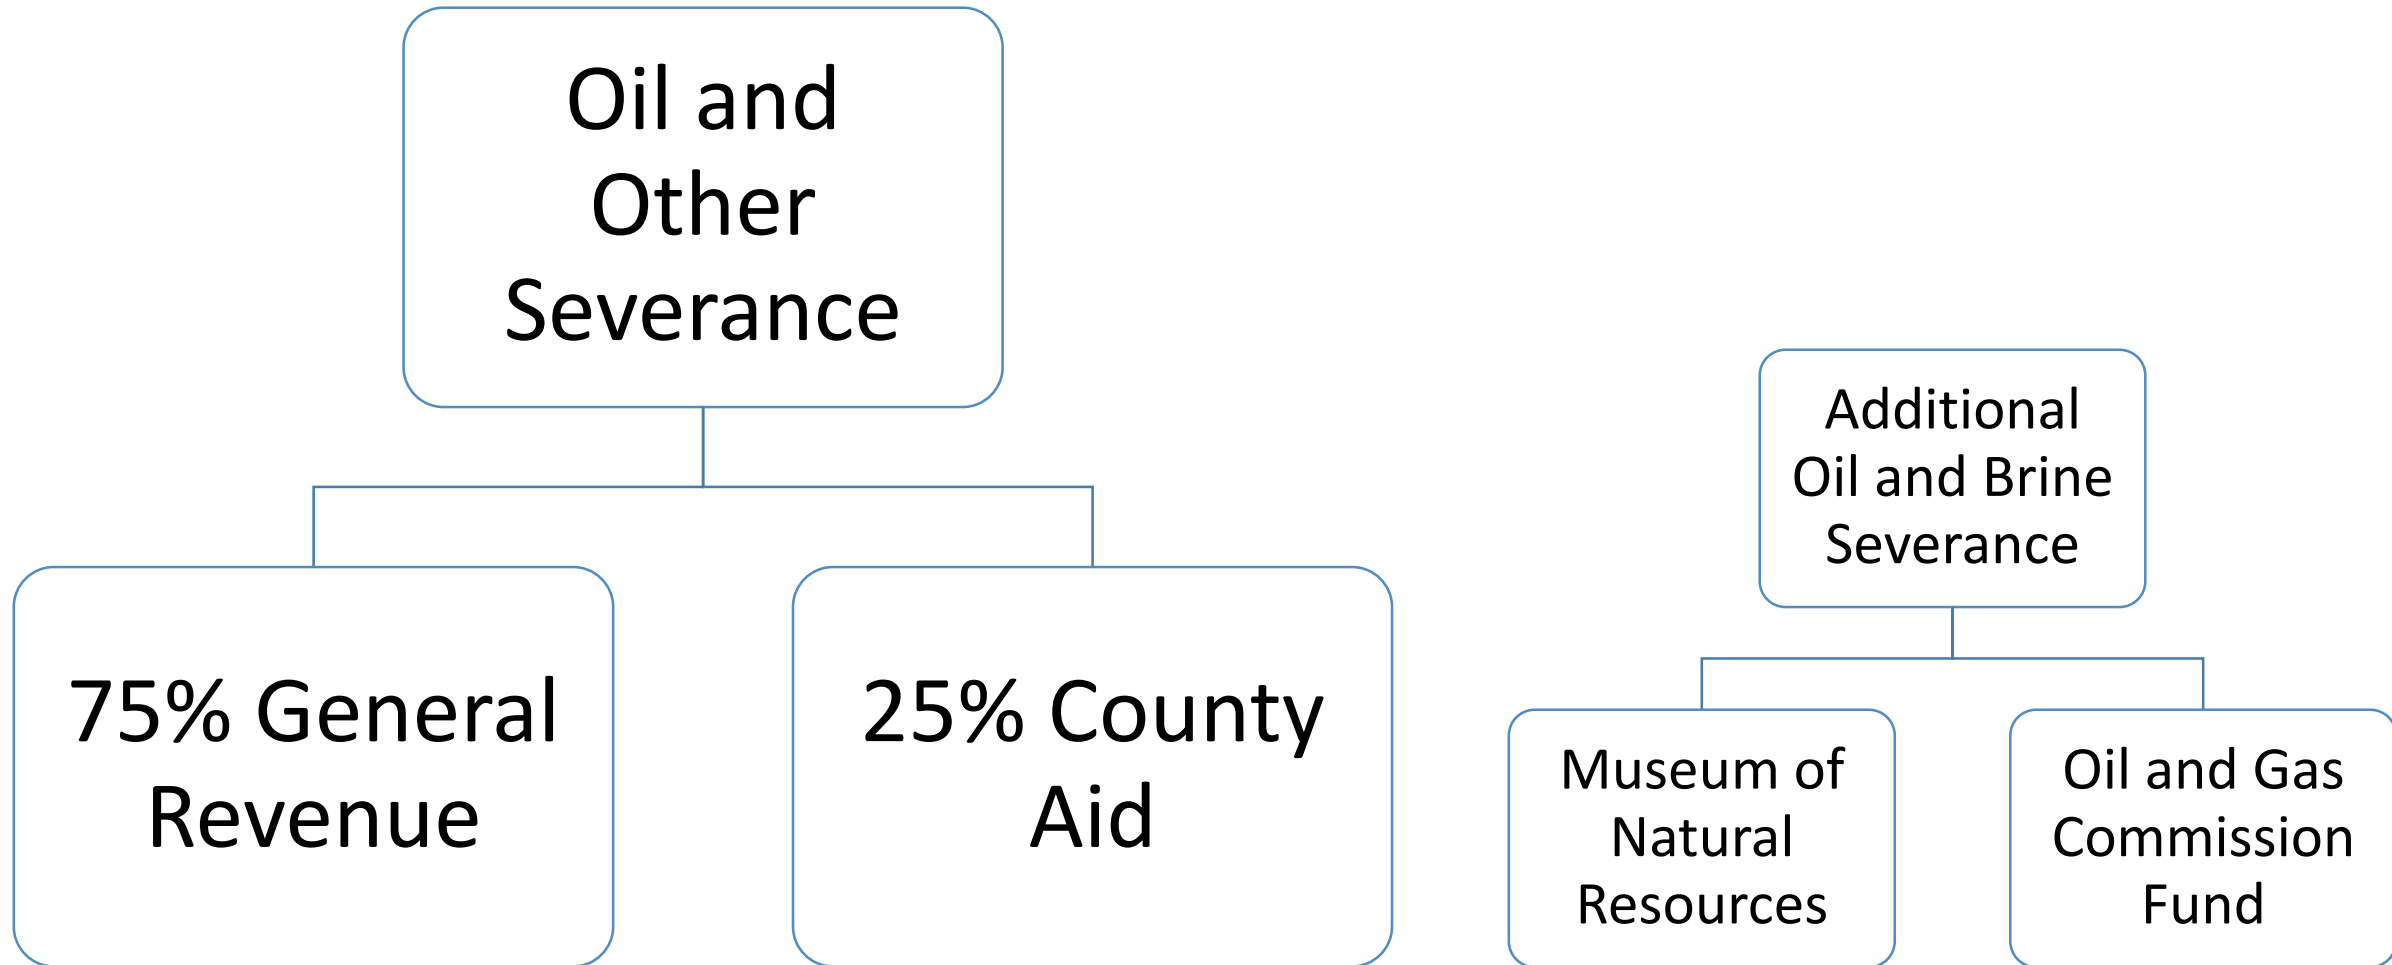 Oil and
Other
Severance
75% General
Revenue
25% County
Aid
Additional
Oil and Brine
Severance
Museum of
Natural
Resources
Oil and Gas
Commission
Fund